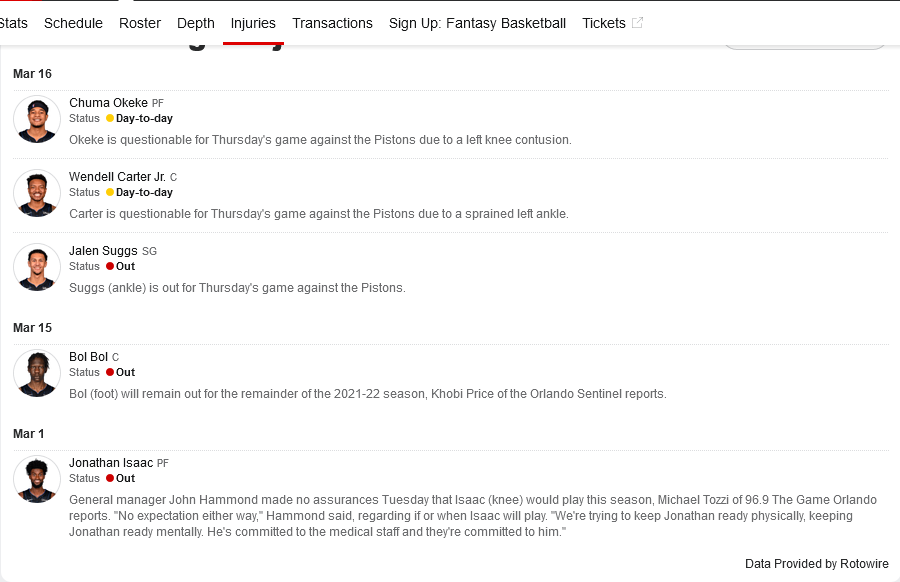 Stats Schedule Roster Depth Injuries Transactions Sign Up: Fantasy Basketball Tickets
Mar 16
Chuma Okeke PF
Status Day-to-day
Okeke is questionable for Thursday's game against the Pistons due to a left knee contusion.
Wendell Carter Jr. C
Status Day-to-day
Carter is questionable for Thursday's game against the Pistons due to a sprained left ankle.
Jalen Suggs SG
Status Out
Suggs (ankle) is out for Thursday's game against the Pistons.
Mar 15
Bol Bol C
Status Out
Bol (foot) will remain out for the remainder of the 2021-22 season, Khobi Price of the Orlando Sentinel reports.
Mar 1
Jonathan Isaac PF
Status Out
General manager John Hammond made no assurances Tuesday that Isaac (knee) would play this season, Michael Tozzi of 96.9 The Game Orlando
reports. "No expectation either way," Hammond said, regarding if or when Isaac will play. "We're trying to keep Jonathan ready physically, keeping
Jonathan ready mentally. He's committed to the medical staff and they're committed to him."
Data Provided by Rotowire